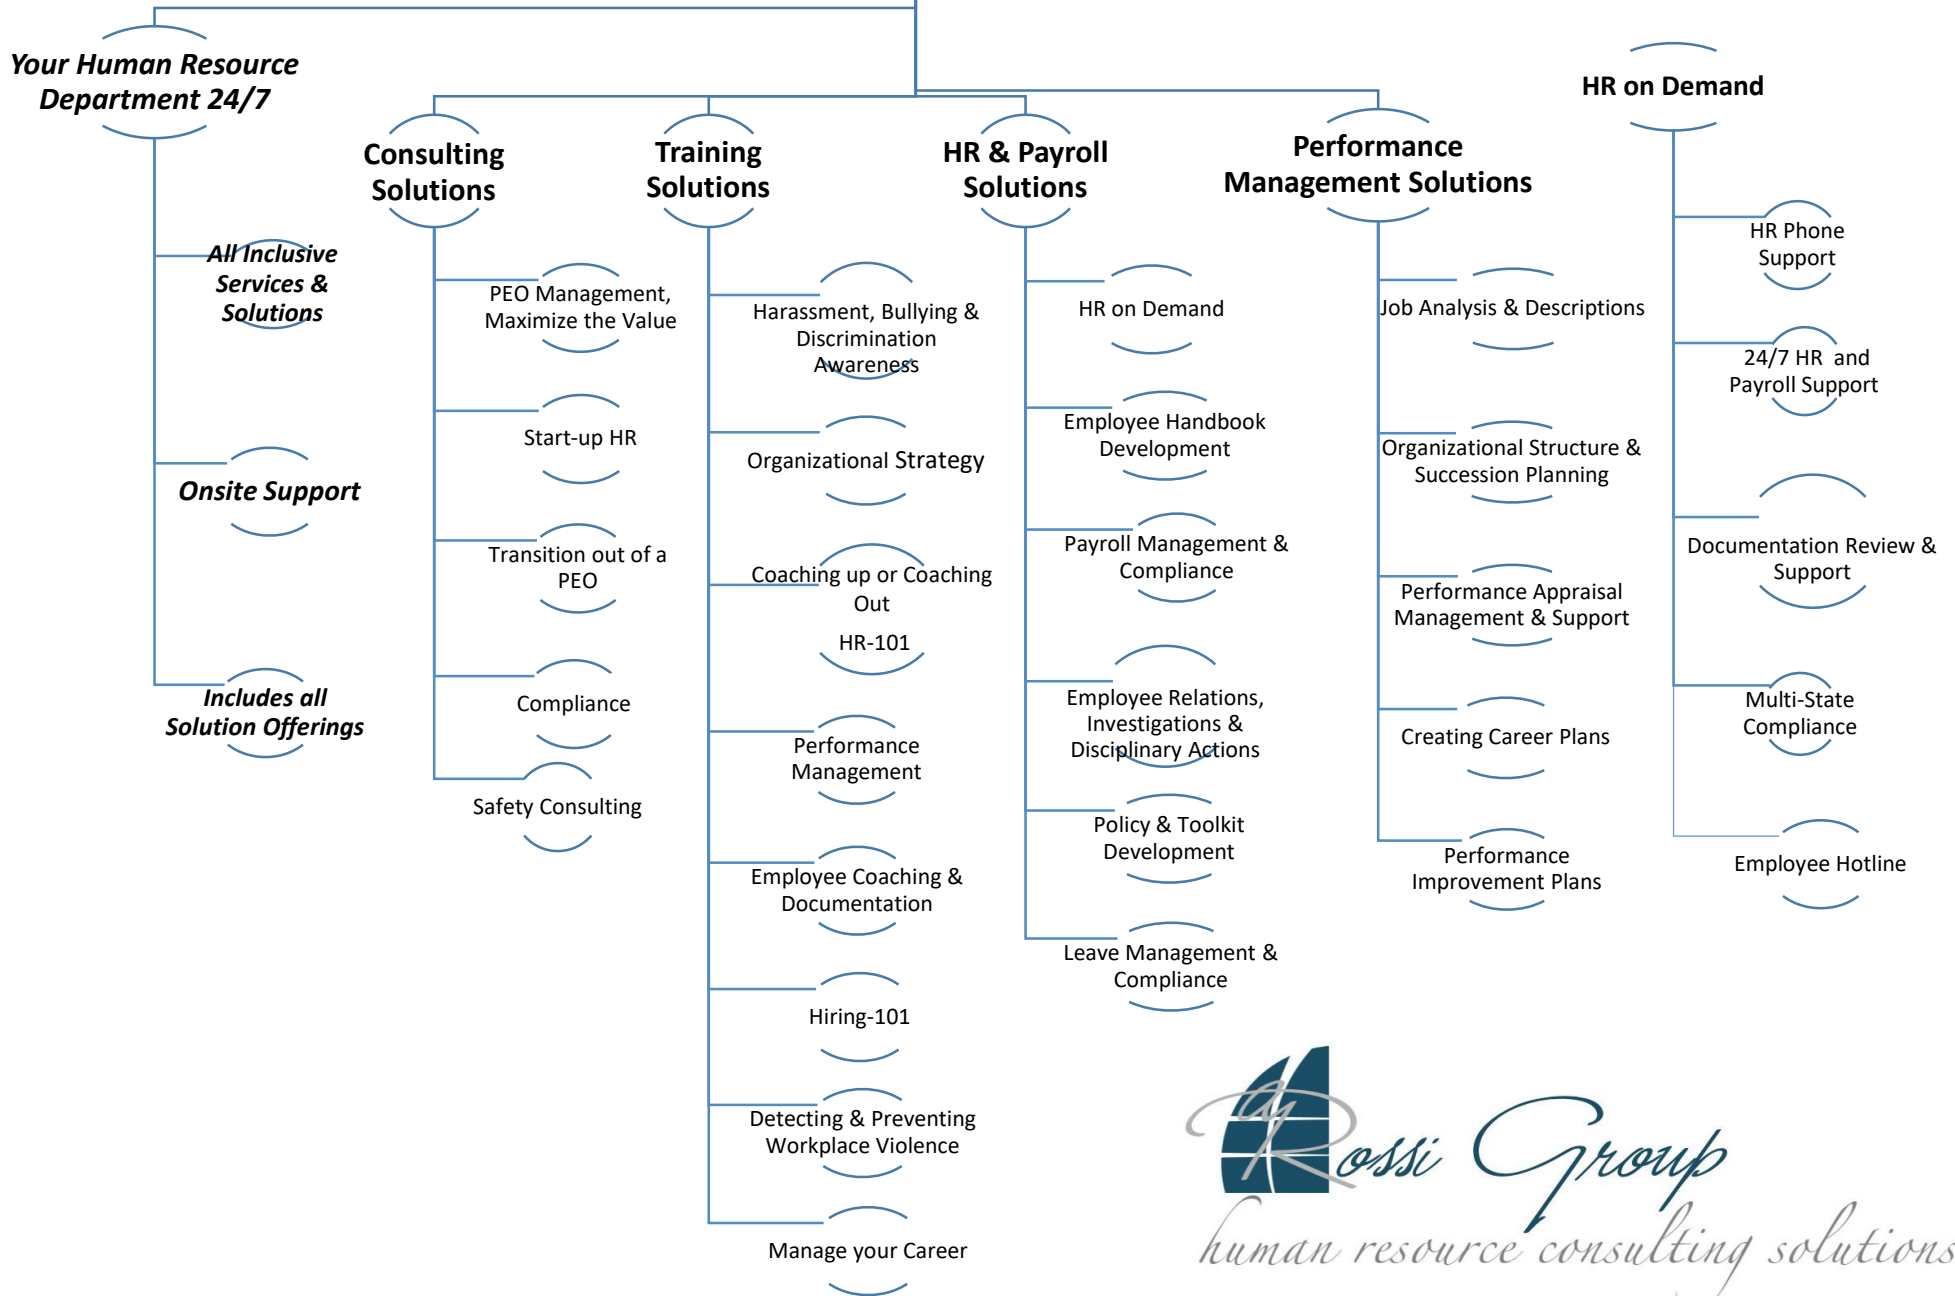 Your Human Resource
Department 24/7
All Inclusive
Services &
Solutions
Onsite Support
Includes all
Solution Offerings
Consulting
Solutions
PEO Management,
Maximize the Value
Start-up HR
Transition out of a
PEO
Compliance
Safety Consulting
Training
Solutions
Harassment, Bullying &
Discrimination
Awareness
Organizational Strategy
Coaching up or Coaching
Out
HR-101
Performance
Management
Employee Coaching &
Documentation
Hiring-101
Detecting & Preventing
Workplace Violence
Manage your Career
HR & Payroll
Solutions
HR on Demand
Employee Handbook
Development
Payroll Management &
Compliance
Employee Relations,
Investigations &
Disciplinary Actions
Policy & Toolkit
Development
Leave Management &
Compliance
Performance
Management Solutions
Job Analysis & Descriptions
Organizational Structure &
Succession Planning
Performance Appraisal
Management & Support
Creating Career Plans
Performance
Improvement Plans
HR on Demand
HR Phone
Support
24/7 HR  and
Payroll Support
Documentation Review &
Support
Multi-State
Compliance
Employee Hotline
Rossi Group
human resource consulting solutions